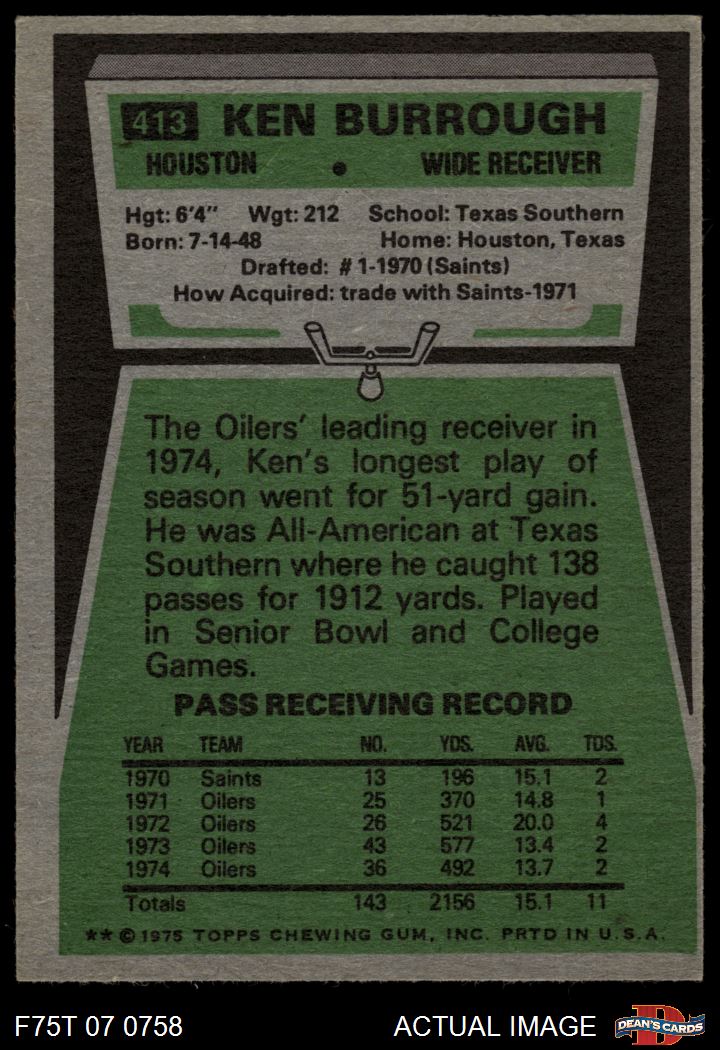 413 KEN BURROUGH
HOUSTON • WIDE RECEIVER
Hgt: 6'4" Wgt: 212 School: Texas Southern
Born: 7-14-48 Home: Houston, Texas
Drafted: #1-1970 (Saints)
How Acquired: trade with Saints-1971
The Oilers' leading receiver in
1974, Ken's longest play of
season went for 51-yard gain.
He was All-American at Texas
Southern where he caught 138
passes for 1912 yards. Played
in Senior Bowl and College
Games.
PASS RECEIVING RECORD
YEAR TEAM NO. YDS. AVG. TDS.
1970 Saints 13 196 15.1 2
1971 Oilers 25 370 14.8 1
1972 Oilers 26 521 20.0 4
1973 Oilers 43 577 13.4 2
1974 Oilers 36 492 13.7 2
Totals 143 2156 15.1 11
** © 1975 TOPPS CHEWING GUM, INC. PRTD IN U.S.A.
F75T 07 0758 ACTUAL IMAGE D DEAN'S CARDS